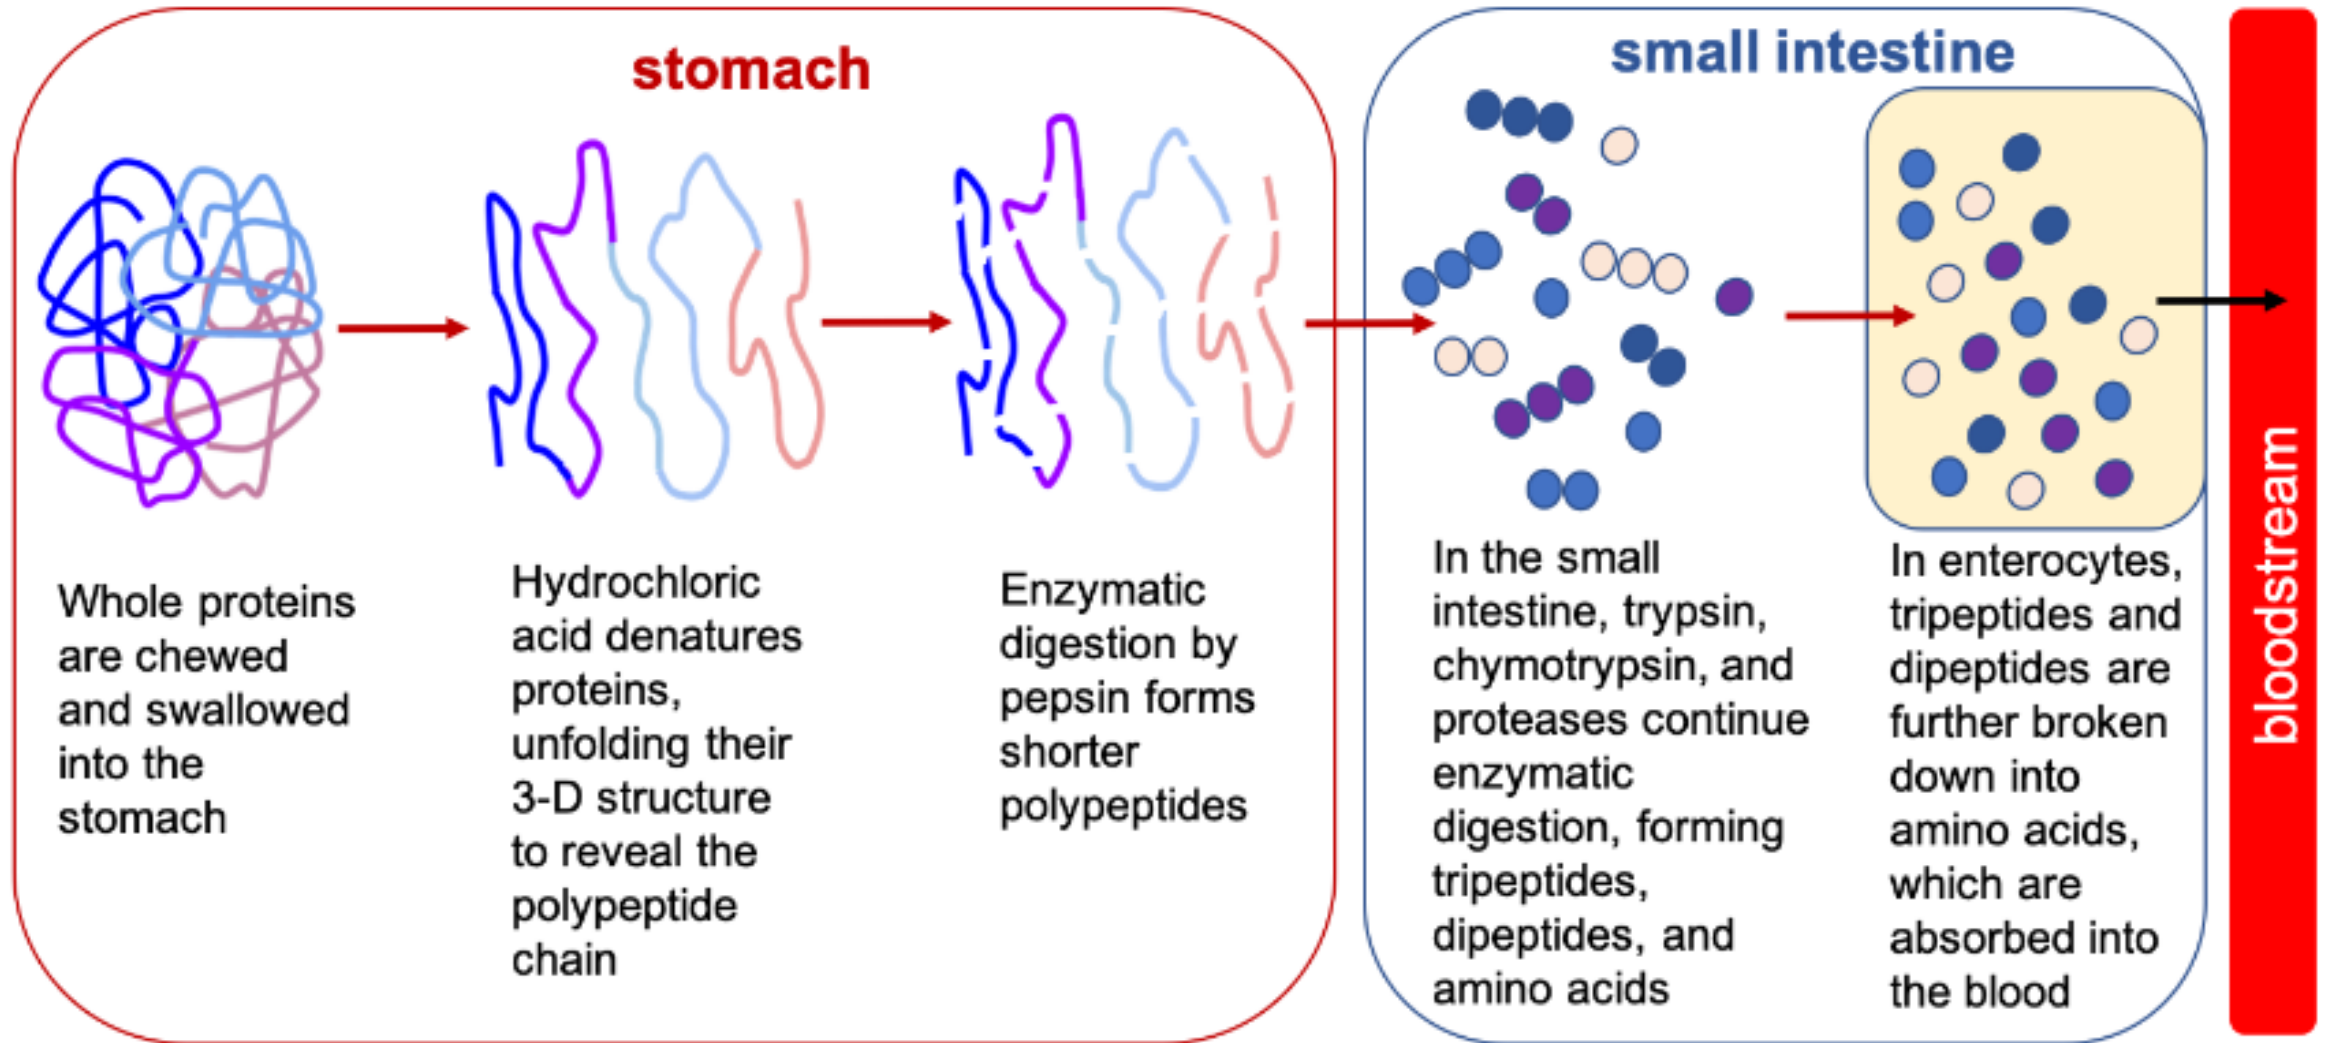 stomach
Whole proteins
are chewed
and swallowed
into the
stomach
Hydrochloric
acid denatures
proteins,
unfolding their
3-D structure
to reveal the
polypeptide
chain
Enzymatic
digestion by
pepsin forms
shorter
polypeptides
small intestine
In the small
intestine, trypsin,
chymotrypsin, and
proteases continue
enzymatic
digestion, forming
tripeptides,
dipeptides, and
amino acids
In enterocytes,
tripeptides and
dipeptides are
further broken
down into
amino acids,
which are
absorbed into
the blood
bloodstream